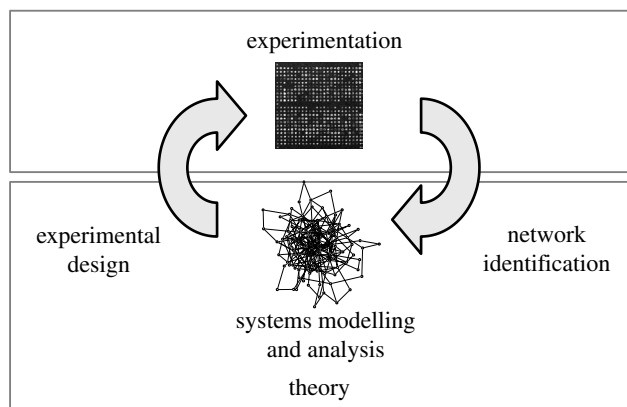 experimentation
experimental
design
network
identification
systems modelling
and analysis
theory